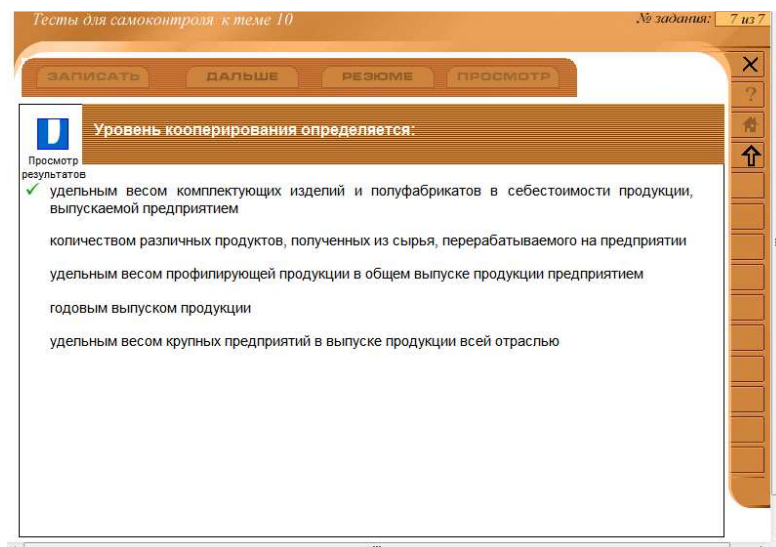 Тесты для самоконтроля к теме 10
№ задания: 7 из 7
ЗАПИСАТЬ ДАЛЬШЕ РЕЗЮМЕ ПРОСМОТР
?
Уровень кооперирования определяется:
Просмотр
результатов
удельным весом комплектующих изделий и полуфабрикатов в себестоимости продукции,
выпускаемой предприятием
количеством различных продуктов, полученных из сырья, перерабатываемого на предприятии
удельным весом профилирующей продукции в общем выпуске продукции предприятием
годовым выпуском продукции
удельным весом крупных предприятий в выпуске продукции всей отраслью